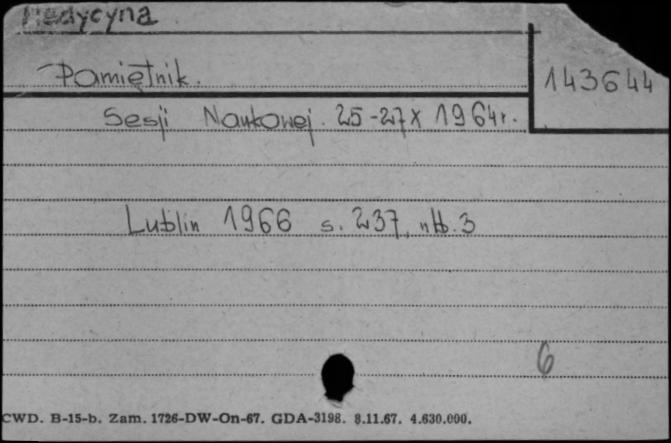 Medycyna
Pamiętnik.
143644
Sesji Naukowej. 25-27 X 1964r.
Lublin 1966 s. 237, nlb. 3
6
CWD. B-15-b. Zam. 1726-DW-On-67. GDA-3198. 8.11.67. 4.630.000.